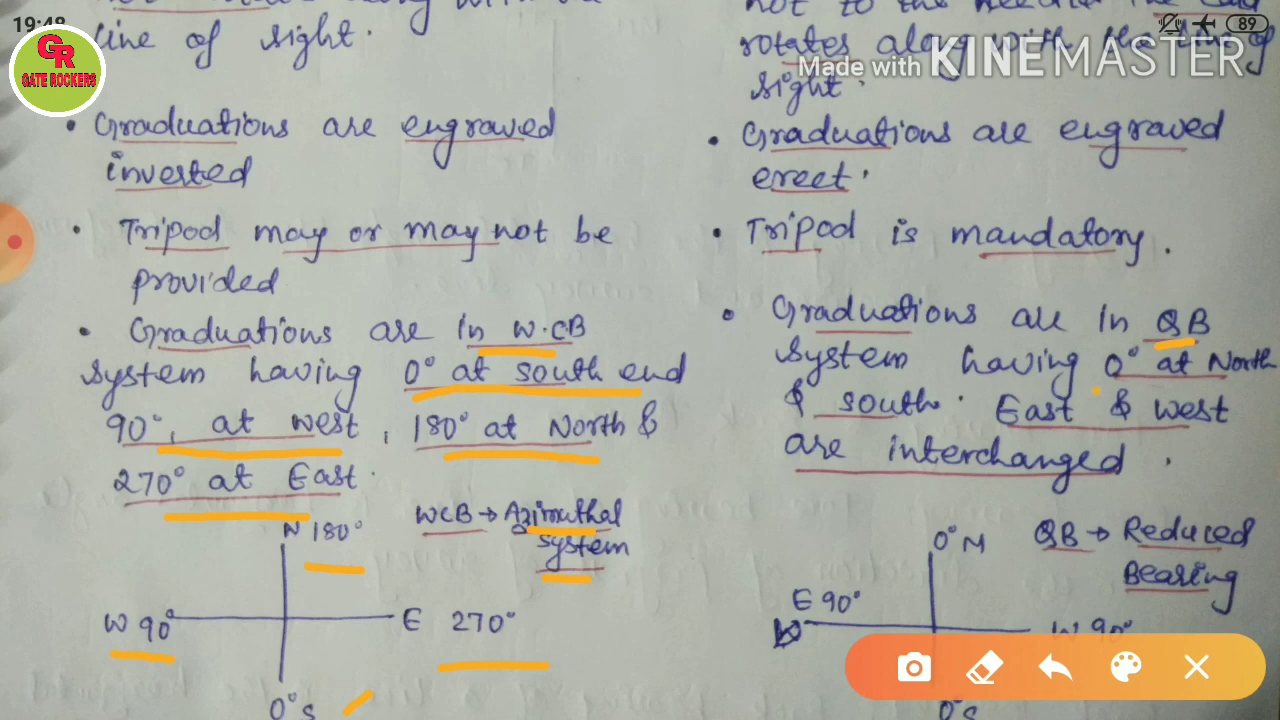 19:48
89
GR
GATE ROCKERS
Made with KINEMASTER
line of sight.
• Graduations are engraved
inverted
• Tripod may or may not be
provided
• Graduations are in W.CB
system having 0° at south end
90°, at west, 180° at North &
270° at East.
WCB → Azimuthal
system
N 180°
W 90°
E 270°
0° S
rotates along with the line of
sight.
• Graduations are engraved
erect.
• Tripod is mandatory.
• Graduations are in QB
system having 0° at North
& south. East & west
are interchanged.
QB → Reduced
Bearing
0° N
E 90°
W 90°
0° S